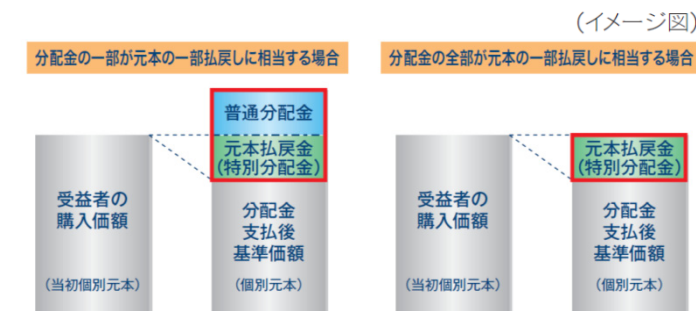 (イメージ図)
分配金の一部が元本の一部払戻しに相当する場合
普通分配金
元本払戻金
(特別分配金)
受益者の
購入価額
(当初個別元本)
分配金
支払後
基準価額
(個別元本)
分配金の全部が元本の一部払戻しに相当する場合
元本払戻金
(特別分配金)
受益者の
購入価額
(当初個別元本)
分配金
支払後
基準価額
(個別元本)